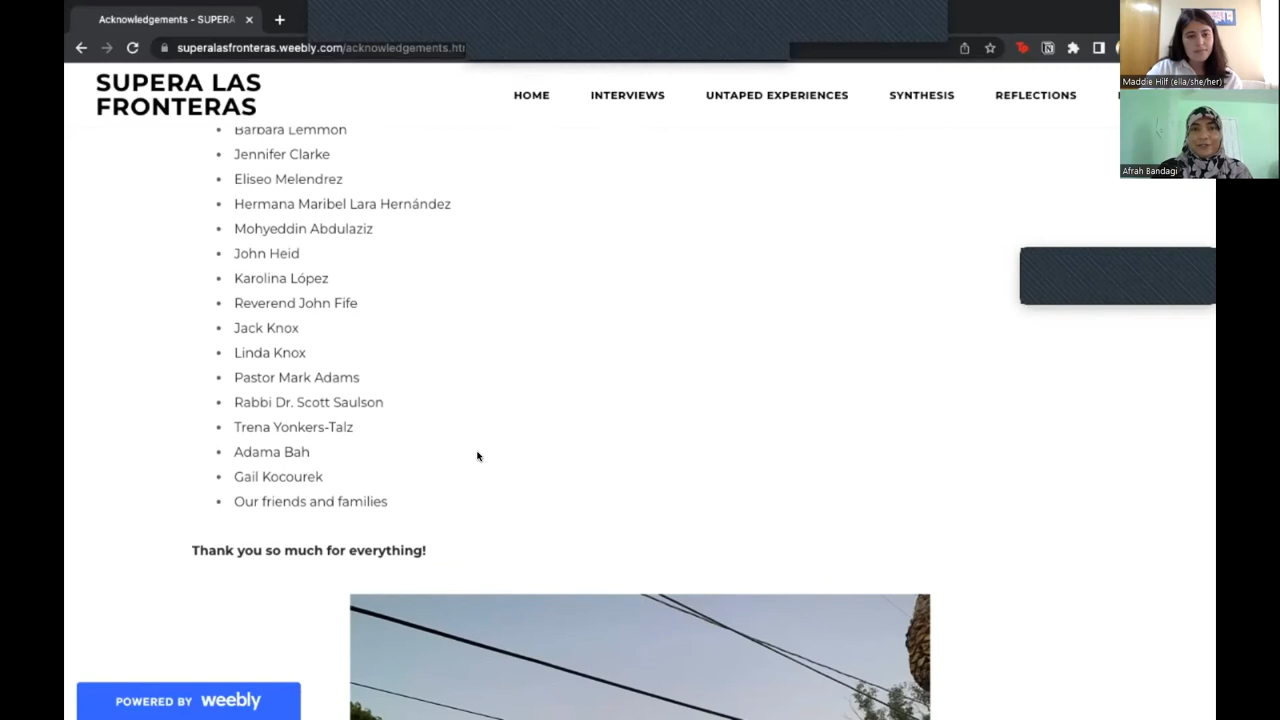 Acknowledgements - SUPERA
superalasfronteras.weebly.com/acknowledgements.htm
Maddie Hilf (ella/she/her)
Afrah Bandagi
SUPERA LAS
FRONTERAS
HOME INTERVIEWS UNTAPED EXPERIENCES SYNTHESIS REFLECTIONS
Barbara Lemmon
Jennifer Clarke
Eliseo Melendrez
Hermana Maribel Lara Hernández
Mohyeddin Abdulaziz
John Heid
Karolina López
Reverend John Fife
Jack Knox
Linda Knox
Pastor Mark Adams
Rabbi Dr. Scott Saulson
Trena Yonkers-Talz
Adama Bah
Gail Kocourek
Our friends and families
Thank you so much for everything!
POWERED BY weebly